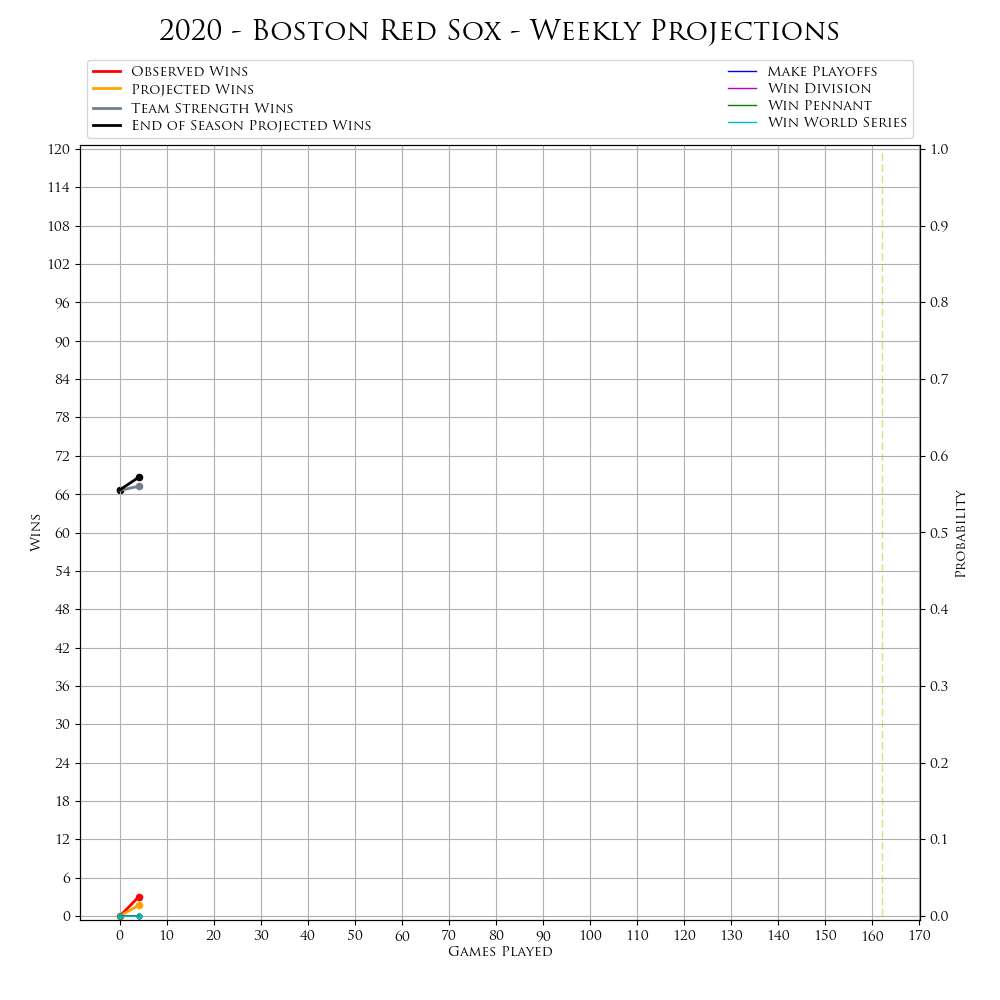 2020 - Boston Red Sox - Weekly Projections
Observed Wins
Projected Wins
Team Strength Wins
End of Season Projected Wins
Make Playoffs
Win Division
Win Pennant
Win World Series
120
114
108
102
96
90
84
78
72
66
60
54
48
42
36
30
24
18
12
6
0
Wins
1.0
0.9
0.8
0.7
0.6
0.5
0.4
0.3
0.2
0.1
0.0
Probability
0 10 20 30 40 50 60 70 80 90 100 110 120 130 140 150 160 170
Games Played